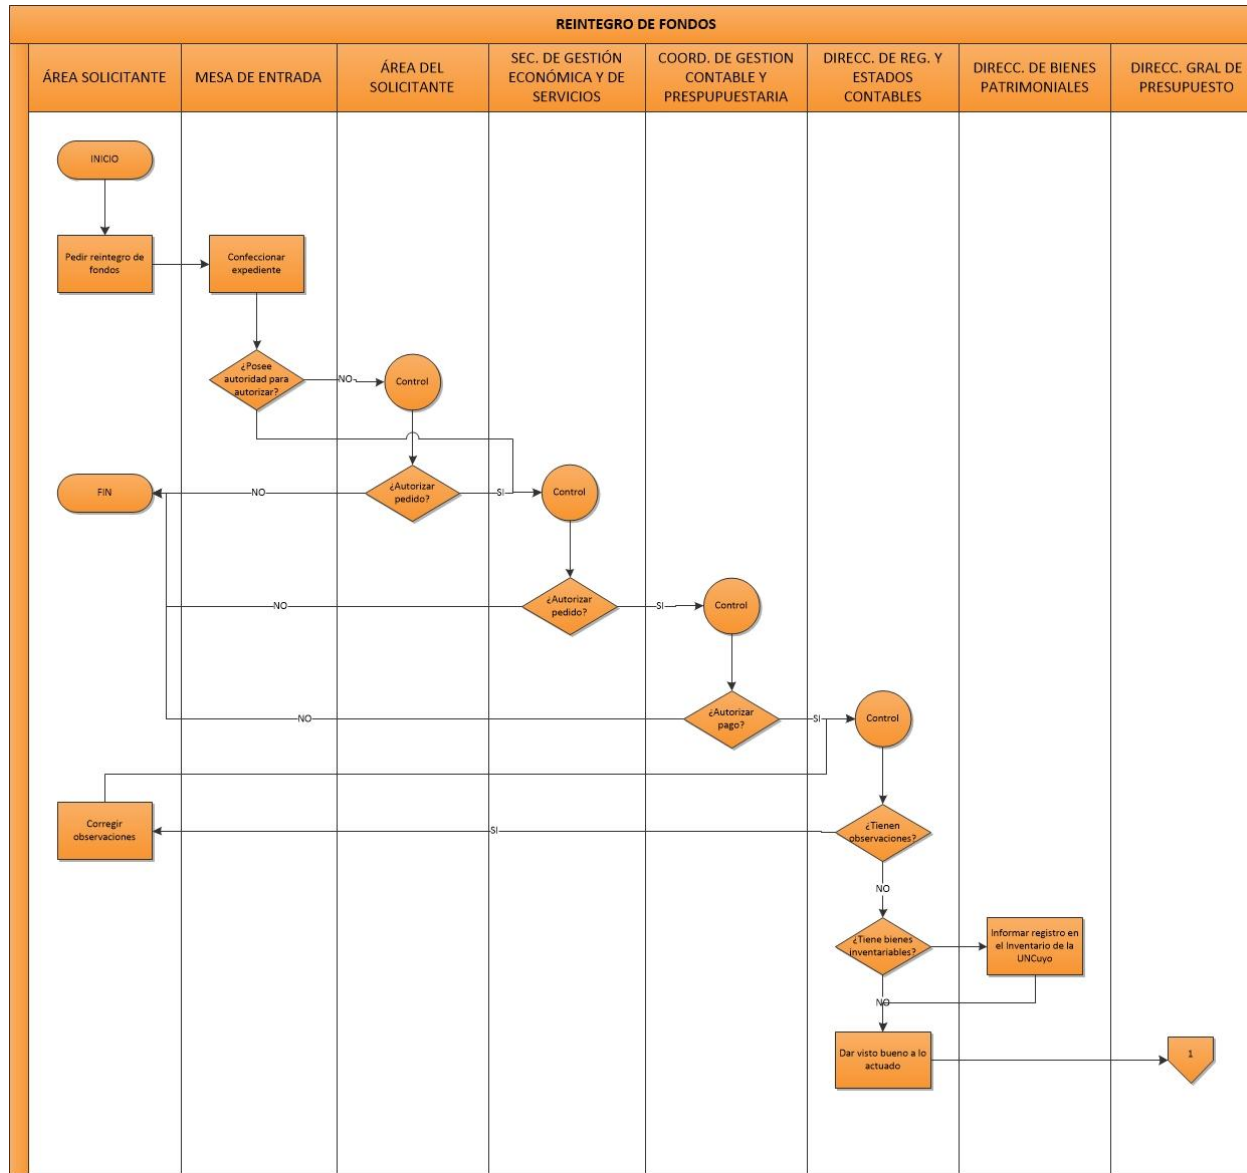 REINTEGRO DE FONDOS
ÁREA SOLICITANTE
MESA DE ENTRADA
ÁREA DEL
SOLICITANTE
SEC. DE GESTIÓN
ECONÓMICA Y DE
SERVICIOS
COORD. DE GESTION
CONTABLE Y
PRESPUPUESTARIA
DIRECC. DE REG. Y
ESTADOS
CONTABLES
DIRECC. DE BIENES
PATRIMONIALES
DIRECC. GRAL DE
PRESUPUESTO
INICIO
Pedir reintegro de
fondos
Confeccionar
expediente
¿Posee
autoridad para
autorizar?
NO
Control
FIN
NO
¿Autorizar
pedido?
SI
Control
NO
¿Autorizar
pedido?
SI
Control
NO
¿Autorizar
pago?
SI
Control
Corregir
observaciones
SI
¿Tienen
observaciones?
NO
¿Tiene bienes
inventariables?
Informar registro en
el Inventario de la
UNCuyo
NO
Dar visto bueno a lo
actuado
1